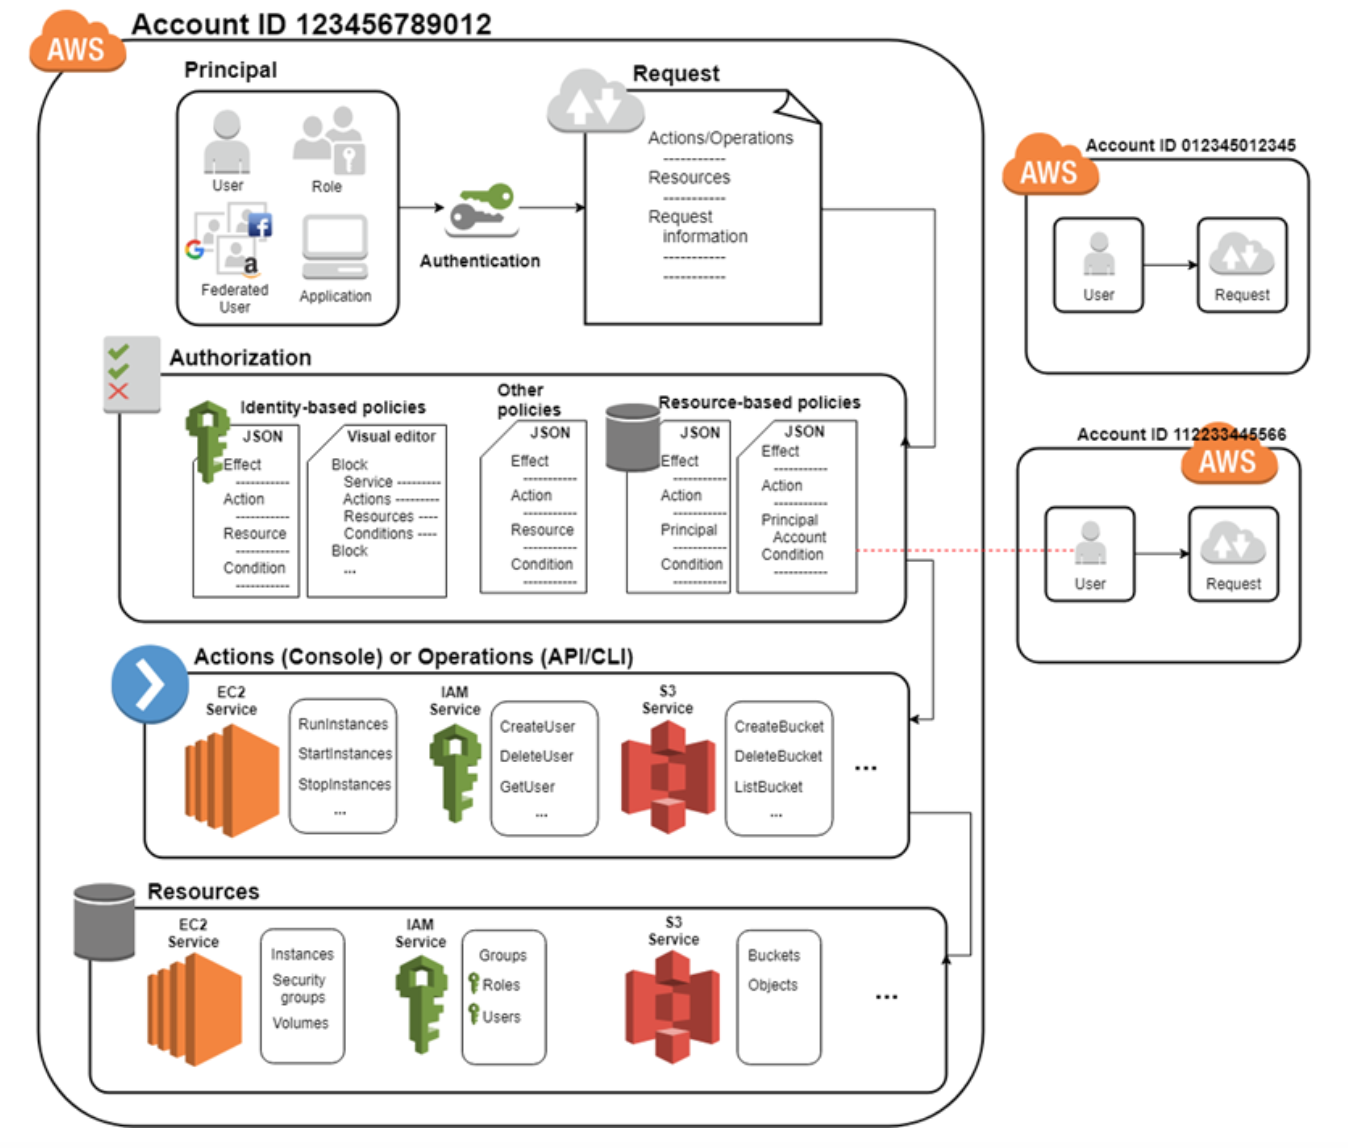 AWS
Account ID 123456789012
Principal
User
Role
G
f
a
Federated
User
Application
Authentication
Request
Actions/Operations
-----------
Resources
-----------
Request
information
-----------
-----------
AWS
Account ID 012345012345
User
Request
Authorization
Identity-based policies
JSON
Effect
-----------
Action
-----------
Resource
-----------
Condition
-----------
Visual editor
Block
Service ---------
Actions ---------
Resources ----
Conditions ----
Block
...
Other
policies
JSON
Effect
-----------
Action
-----------
Resource
-----------
Condition
-----------
Resource-based policies
JSON
Effect
-----------
Action
-----------
Principal
-----------
Condition
-----------
JSON
Effect
-----------
Action
-----------
Principal
Account
Condition
-----------
Account ID 112233445566
AWS
User
Request
Actions (Console) or Operations (API/CLI)
EC2
Service
RunInstances
StartInstances
StopInstances
...
IAM
Service
CreateUser
DeleteUser
GetUser
...
S3
Service
CreateBucket
DeleteBucket
ListBucket
...
...
Resources
EC2
Service
Instances
Security
groups
Volumes
IAM
Service
Groups
Roles
Users
S3
Service
Buckets
Objects
...